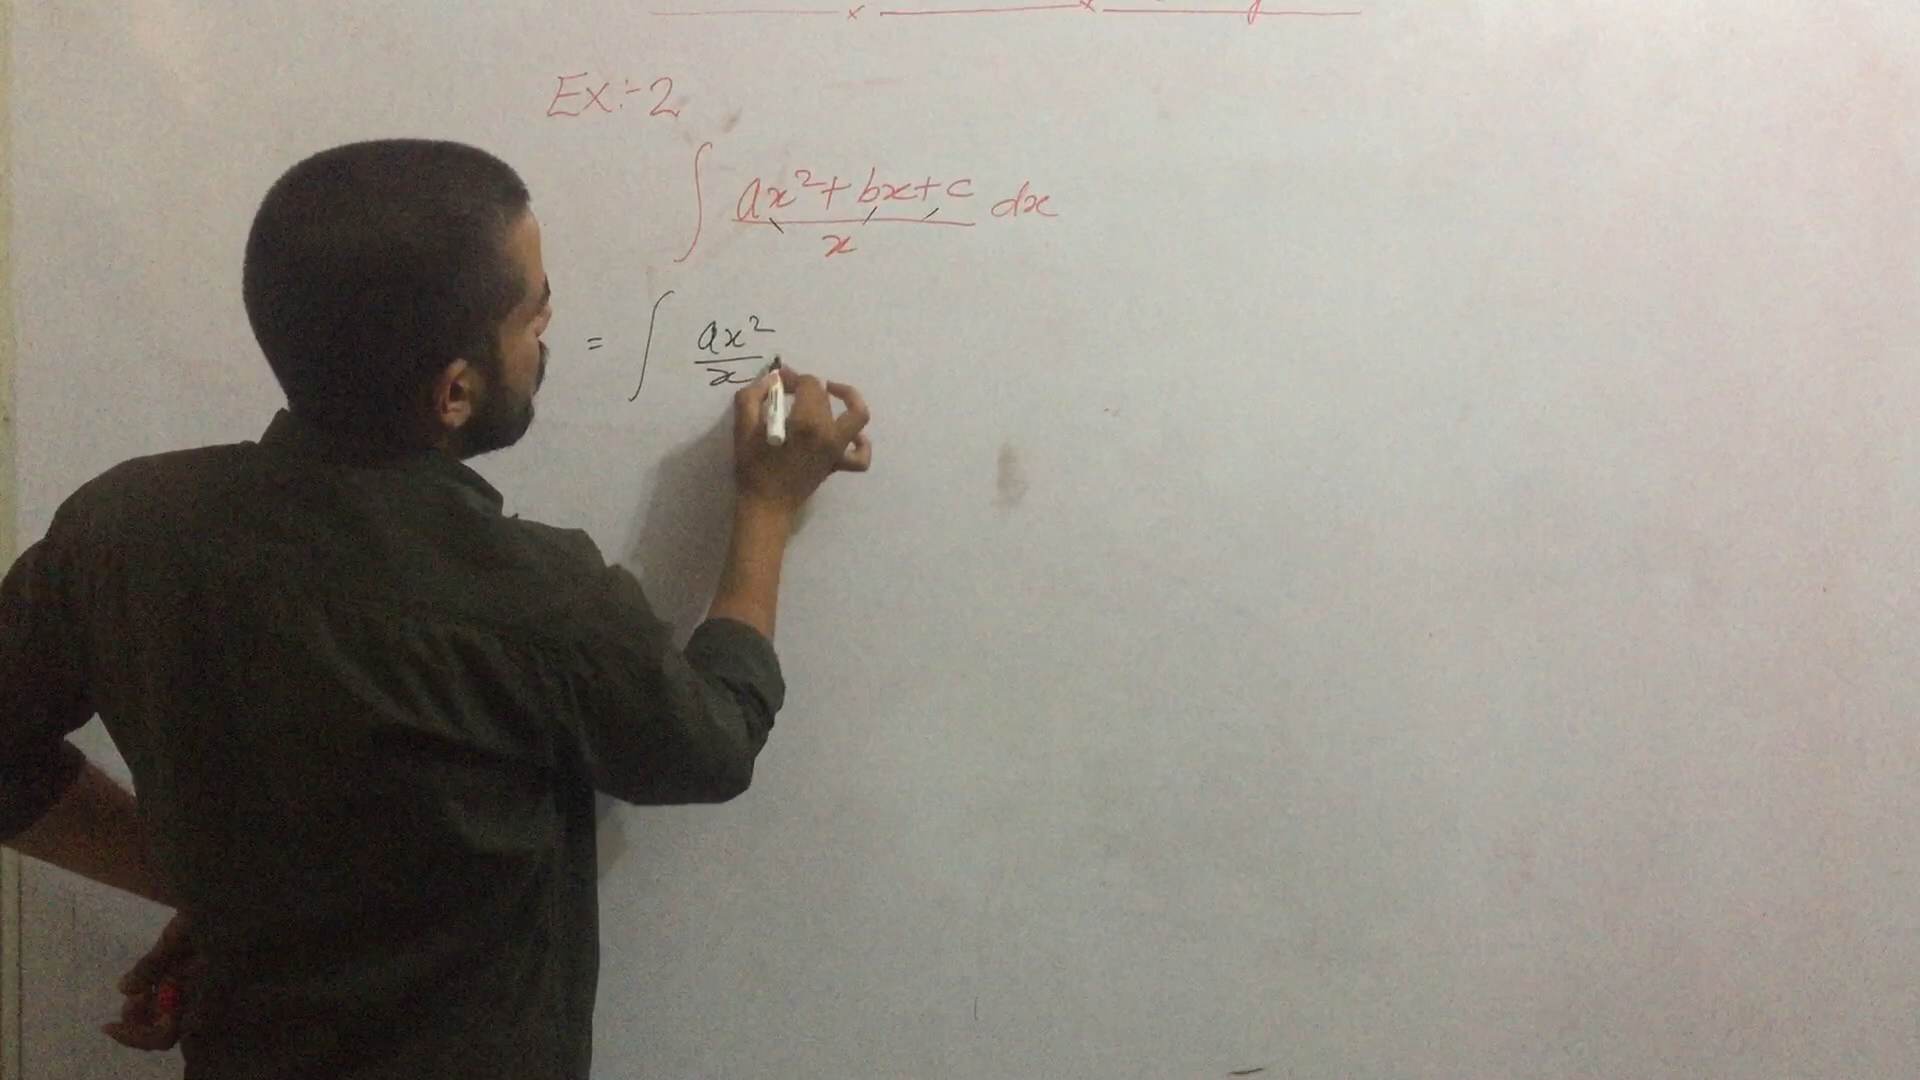 Ex:-2
∫ ax²+bx+c / x dx
= ∫ ax² / x